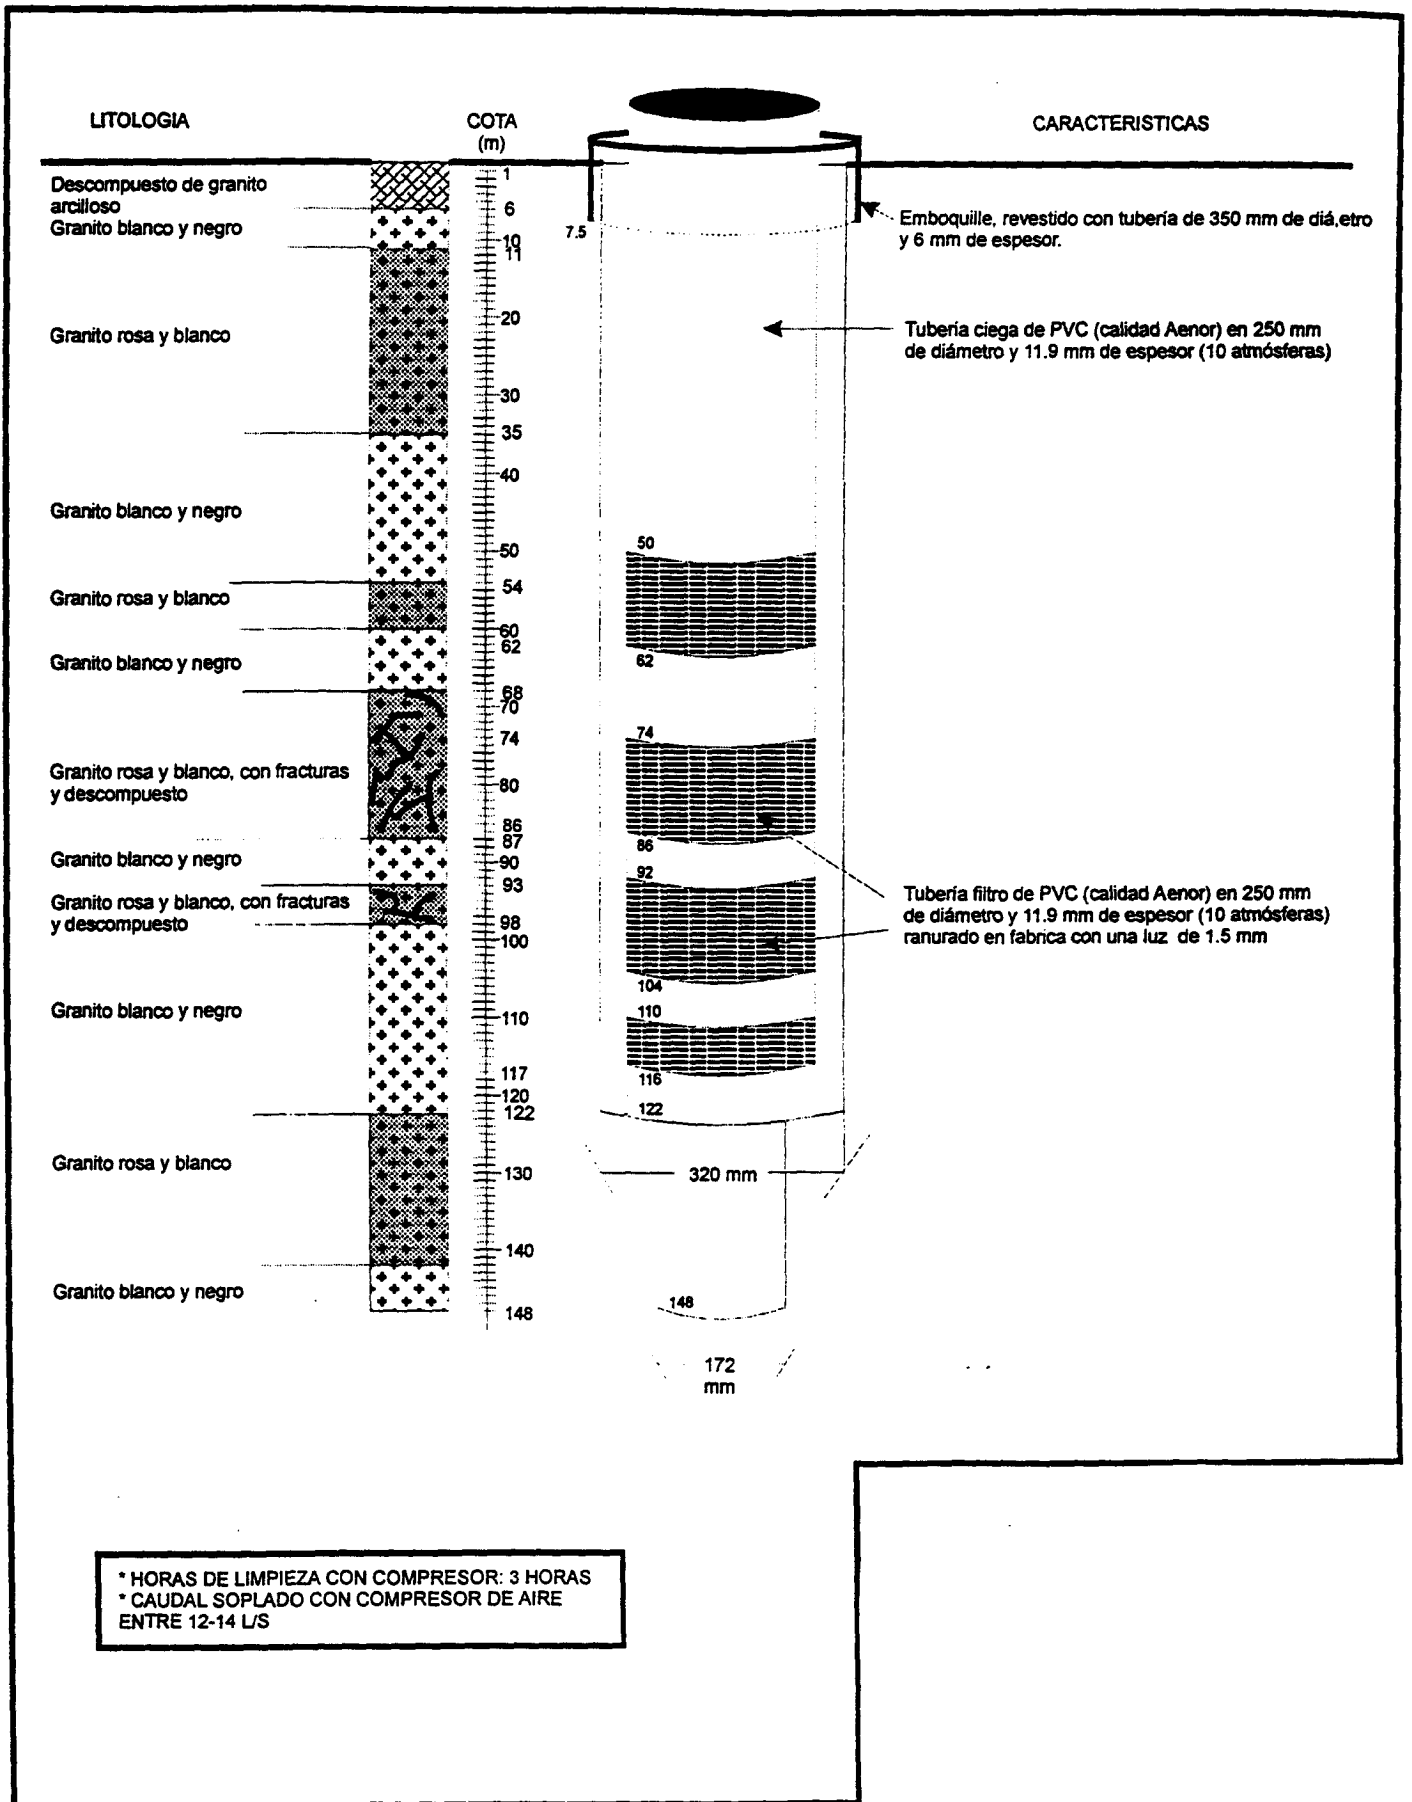 LITOLOGIA
COTA
(m)
CARACTERISTICAS
Descompuesto de granito
arcilloso
Granito blanco y negro
Granito rosa y blanco
Granito blanco y negro
Granito rosa y blanco
Granito blanco y negro
Granito rosa y blanco, con fracturas
y descompuesto
Granito blanco y negro
Granito rosa y blanco, con fracturas
y descompuesto
Granito blanco y negro
Granito rosa y blanco
Granito blanco y negro
1
6
10
11
20
30
35
40
50
54
60
62
68
70
74
80
86
87
90
93
98
100
110
117
120
122
130
140
148
7.5
50
62
74
86
92
104
110
116
122
320 mm
148
172
mm
Emboquille, revestido con tubería de 350 mm de diá,etro
y 6 mm de espesor.
Tubería ciega de PVC (calidad Aenor) en 250 mm
de diámetro y 11.9 mm de espesor (10 atmósferas)
Tubería filtro de PVC (calidad Aenor) en 250 mm
de diámetro y 11.9 mm de espesor (10 atmósferas)
ranurado en fabrica con una luz de 1.5 mm
* HORAS DE LIMPIEZA CON COMPRESOR: 3 HORAS
* CAUDAL SOPLADO CON COMPRESOR DE AIRE
ENTRE 12-14 L/S